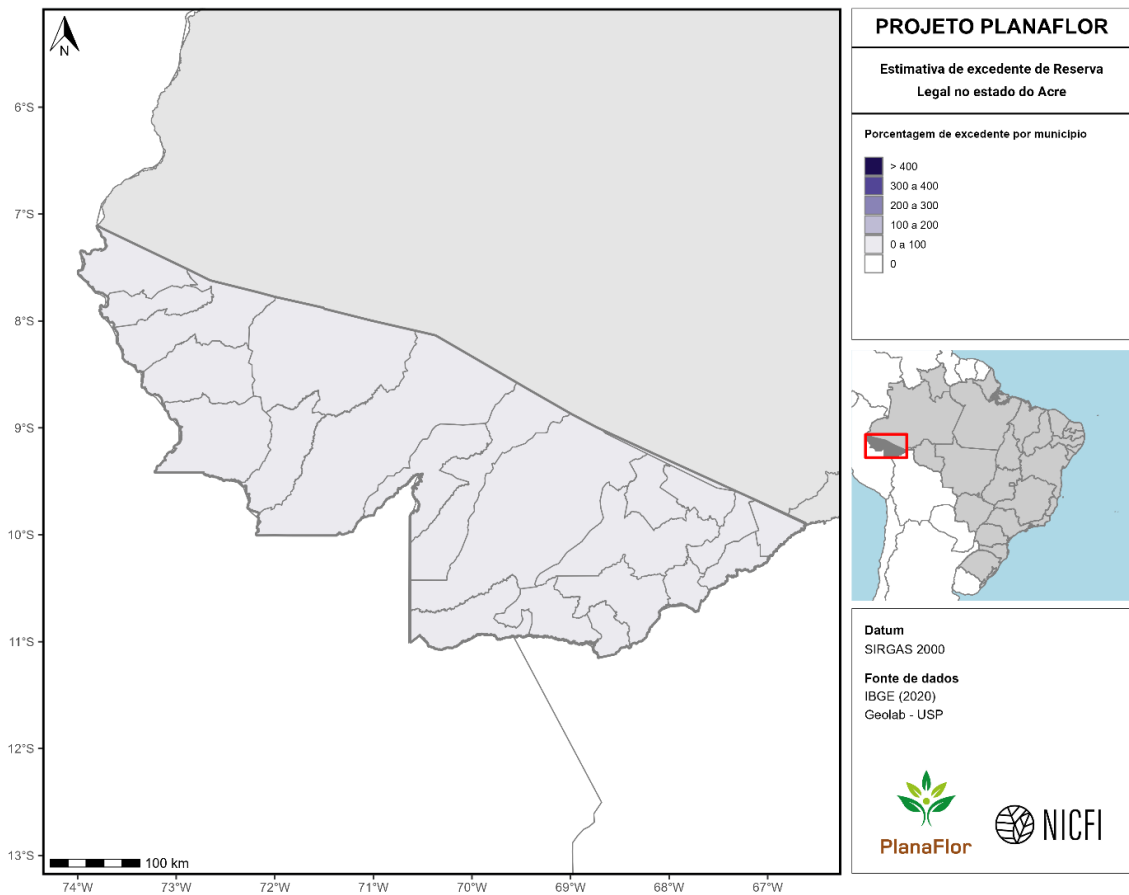 N
6°S
7°S
8°S
9°S
10°S
11°S
12°S
13°S
74°W
73°W
72°W
71°W
70°W
69°W
68°W
67°W
100 km
PROJETO PLANAFLOR
Estimativa de excedente de Reserva
Legal no estado do Acre
Porcentagem de excedente por município
> 400
300 a 400
200 a 300
100 a 200
0 a 100
0
Datum
SIRGAS 2000
Fonte de dados
IBGE (2020)
Geolab - USP
PlanaFlor
NICFI